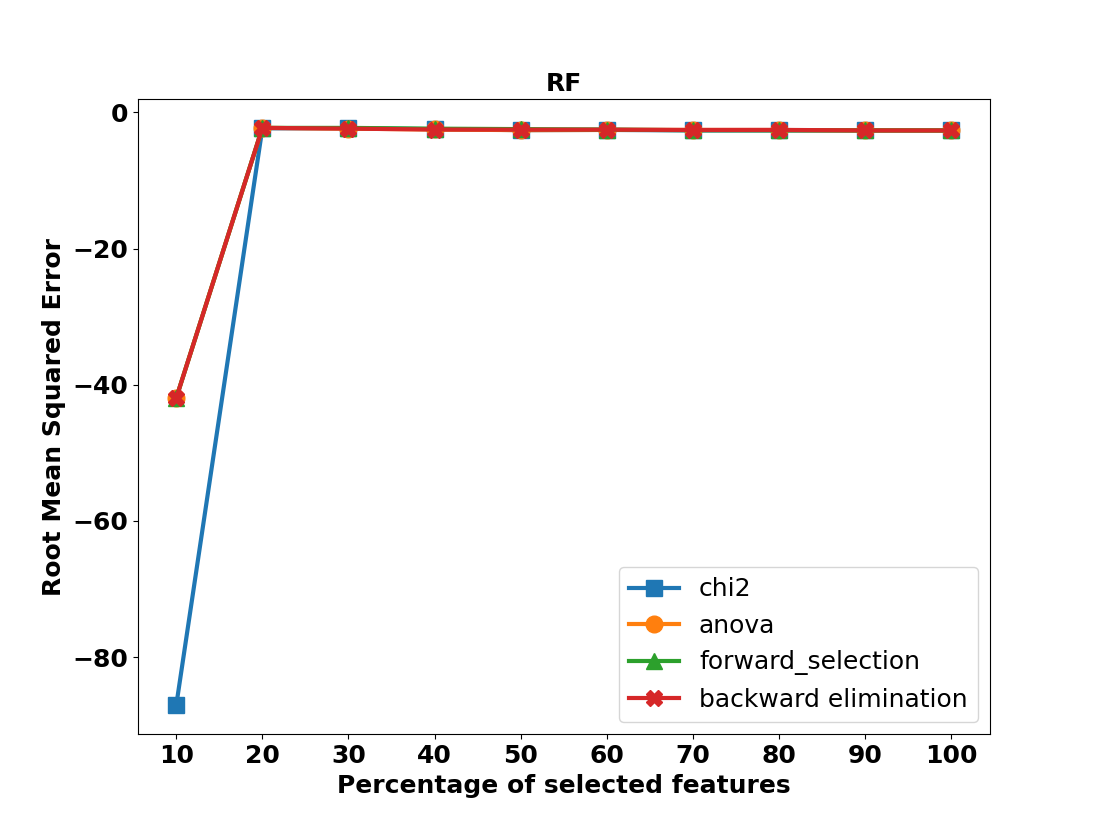 RF
Root Mean Squared Error
0
−20
−40
−60
−80
chi2
anova
forward_selection
backward elimination
10 20 30 40 50 60 70 80 90 100
Percentage of selected features